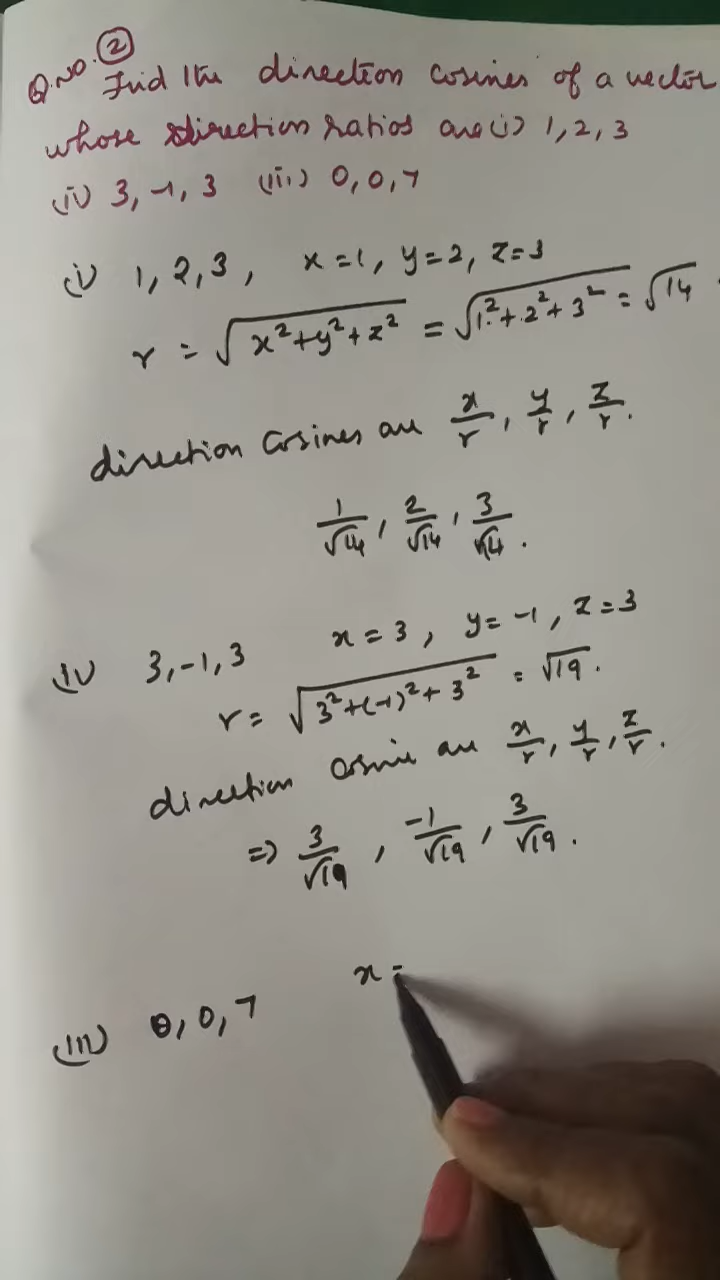 Q.NO. ② Find the direction cosines of a vector
whose direction ratios are (i) 1, 2, 3
(ii) 3, -1, 3 (iii) 0, 0, 7
(i) 1, 2, 3, x = 1, y = 2, z = 3
r = √(x² + y² + z²) = √(1² + 2² + 3²) = √14.
direction cosines are x/r, y/r, z/r.
1/√14, 2/√14, 3/√14.
(ii) 3, -1, 3 x = 3, y = -1, z = 3
r = √(3² + (-1)² + 3²) = √19.
direction cosine are x/r, y/r, z/r.
=> 3/√19, -1/√19, 3/√19.
(iii) 0, 0, 7 x =